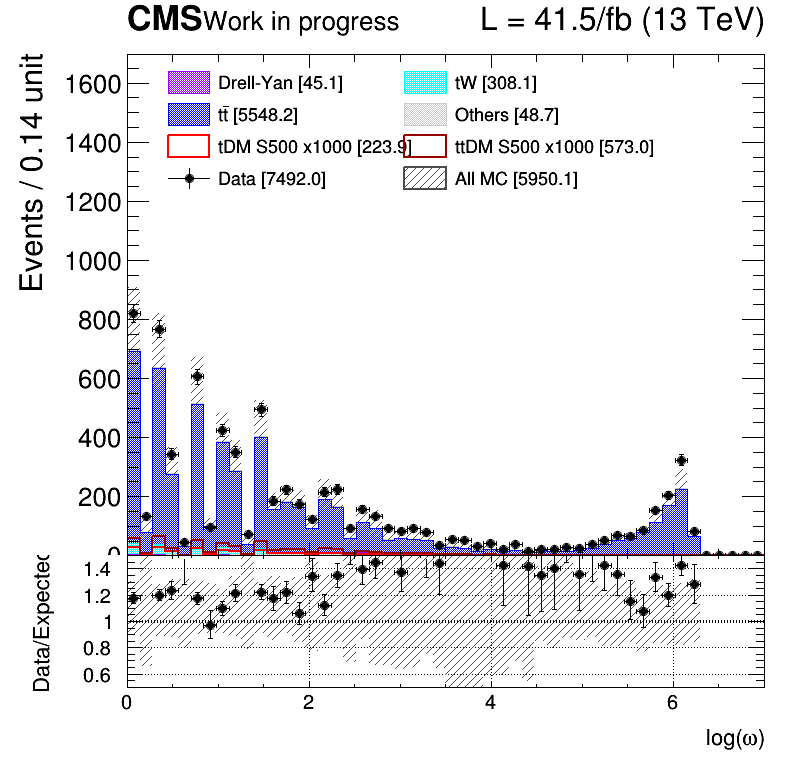 CMS Work in progress L = 41.5/fb (13 TeV)
Events / 0.14 unit
1600
1400
1200
1000
800
600
400
200
0
Drell-Yan [45.1] tW [308.1]
tt̄ [5548.2] Others [48.7]
tDM S500 x1000 [223.9] ttDM S500 x1000 [573.0]
Data [7492.0] All MC [5950.1]
Data/Expected
1.4
1.2
1
0.8
0.6
0 2 4 6
log(ω)